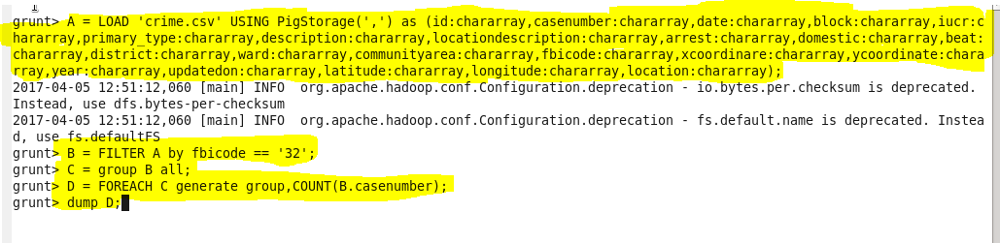 grunt> A = LOAD 'crime.csv' USING PigStorage(',') as (id:chararray,casenumber:chararray,date:chararray,block:chararray,iucr:c
hararray,primary_type:chararray,description:chararray,locationdescription:chararray,arrest:chararray,domestic:chararray,beat:
chararray,district:chararray,ward:chararray,communityarea:chararray,fbicode:chararray,xcoordinare:chararray,ycoordinate:chara
rray,year:chararray,updatedon:chararray,latitude:chararray,longitude:chararray,location:chararray);
2017-04-05 12:51:12,060 [main] INFO  org.apache.hadoop.conf.Configuration.deprecation - io.bytes.per.checksum is deprecated.
Instead, use dfs.bytes-per-checksum
2017-04-05 12:51:12,060 [main] INFO  org.apache.hadoop.conf.Configuration.deprecation - fs.default.name is deprecated. Instea
d, use fs.defaultFS
grunt> B = FILTER A by fbicode == '32';
grunt> C = group B all;
grunt> D = FOREACH C generate group,COUNT(B.casenumber);
grunt> dump D;